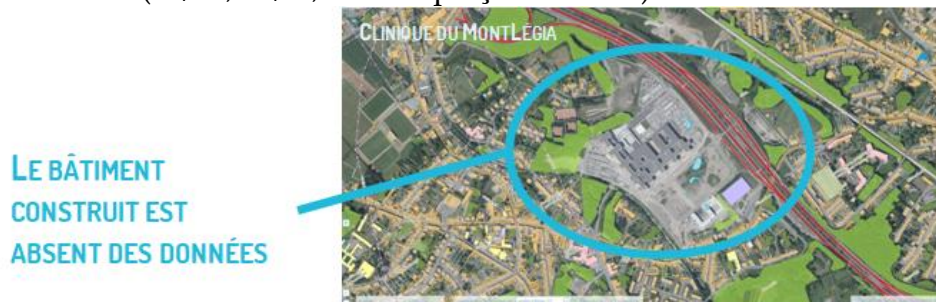 CLINIQUE DU MONTLÉGIA
LE BÂTIMENT
CONSTRUIT EST
ABSENT DES DONNÉES